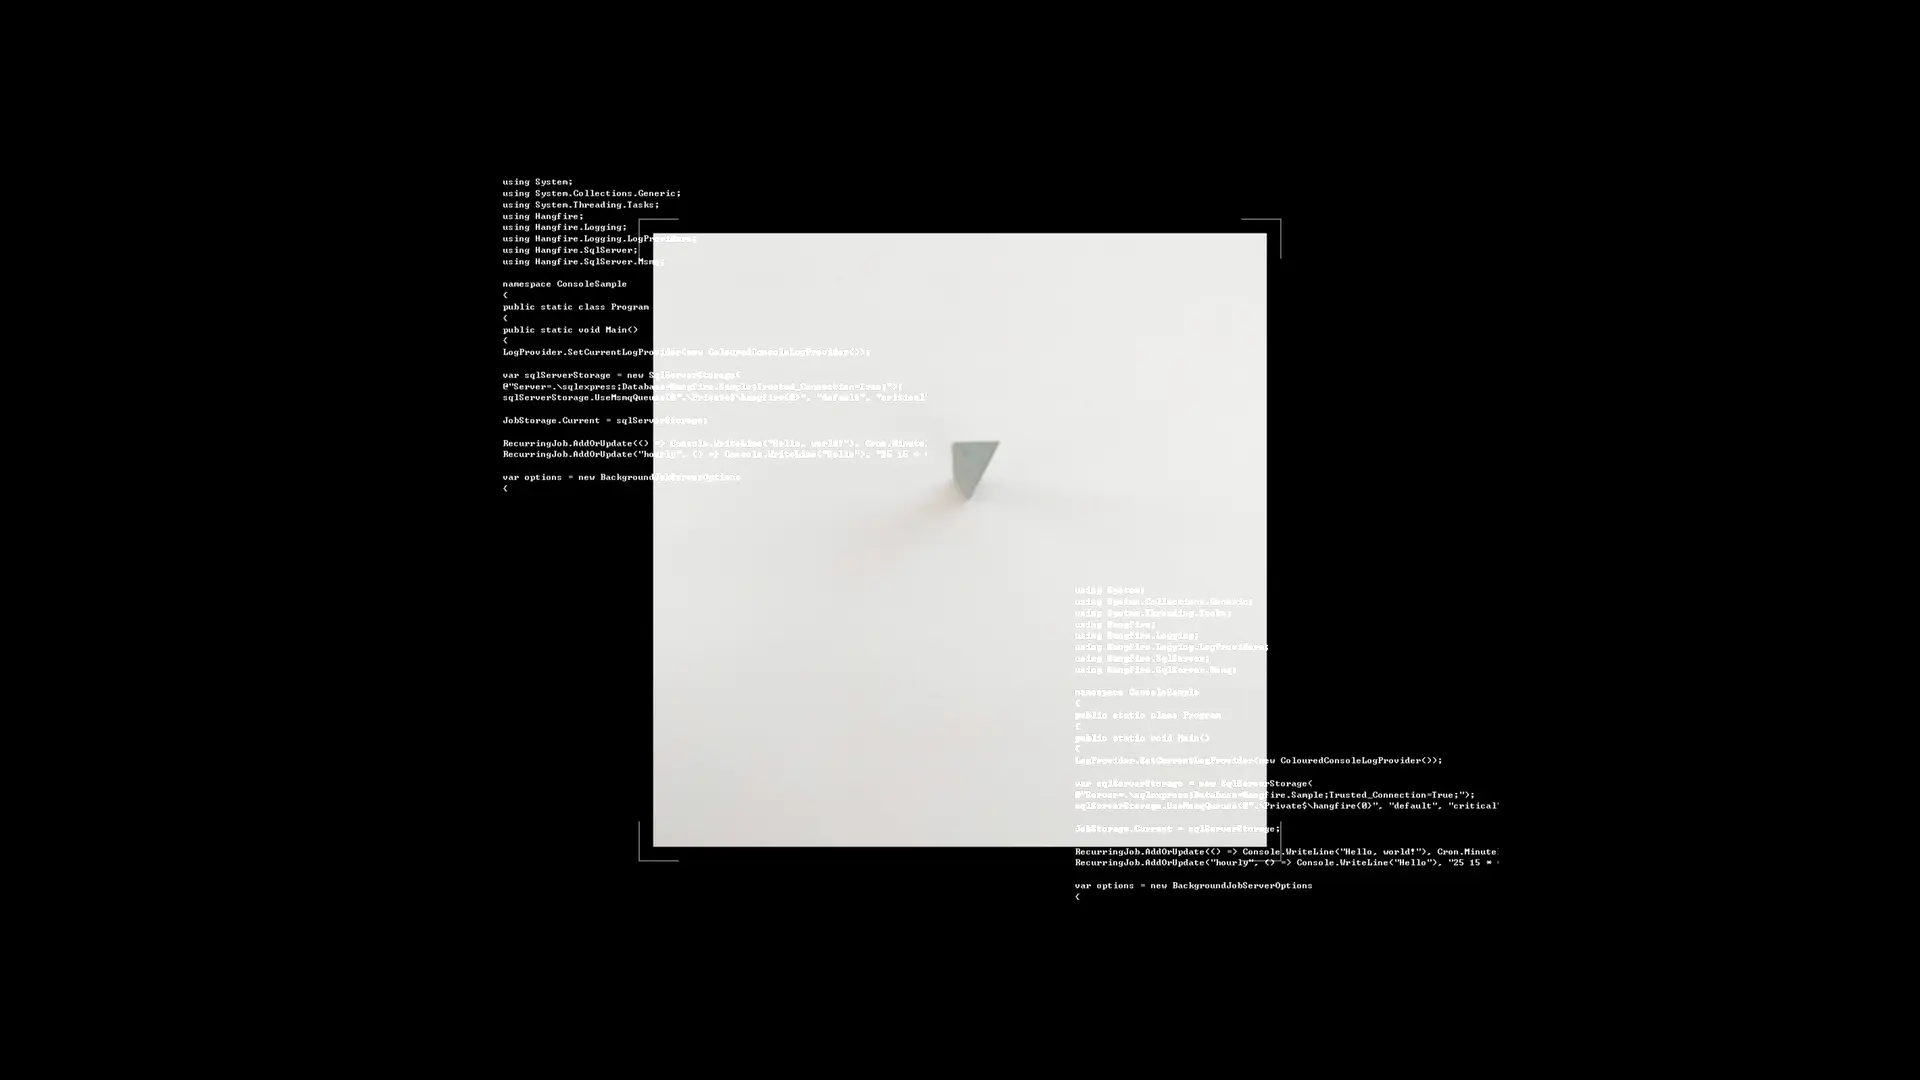 using System;
using System.Collections.Generic;
using System.Threading.Tasks;
using Hangfire;
using Hangfire.Logging;
using Hangfire.Logging.LogProviders;
using Hangfire.SqlServer;
using Hangfire.SqlServer.Msmq;
namespace ConsoleSample
{
public static class Program
{
public static void Main()
{
LogProvider.SetCurrentLogProvider(new ColouredConsoleLogProvider());
var sqlServerStorage = new SqlServerStorage(
@"Server=.\sqlexpress;Database=Hangfire.Sample;Trusted_Connection=True;");
sqlServerStorage.UseMsmqQueues(@".\Private$\hangfire{0}", "default", "critical"
JobStorage.Current = sqlServerStorage;
RecurringJob.AddOrUpdate(() => Console.WriteLine("Hello, world!"), Cron.Minute
RecurringJob.AddOrUpdate("hourly", () => Console.WriteLine("Hello"), "25 15 *
var options = new BackgroundJobServerOptions
{
using System;
using System.Collections.Generic;
using System.Threading.Tasks;
using Hangfire;
using Hangfire.Logging;
using Hangfire.Logging.LogProviders;
using Hangfire.SqlServer;
using Hangfire.SqlServer.Msmq;
namespace ConsoleSample
{
public static class Program
{
public static void Main()
{
LogProvider.SetCurrentLogProvider(new ColouredConsoleLogProvider());
var sqlServerStorage = new SqlServerStorage(
@"Server=.\sqlexpress;Database=Hangfire.Sample;Trusted_Connection=True;");
sqlServerStorage.UseMsmqQueues(@".\Private$\hangfire{0}", "default", "critical"
JobStorage.Current = sqlServerStorage;
RecurringJob.AddOrUpdate(() => Console.WriteLine("Hello, world!"), Cron.Minute
RecurringJob.AddOrUpdate("hourly", () => Console.WriteLine("Hello"), "25 15 *
var options = new BackgroundJobServerOptions
{